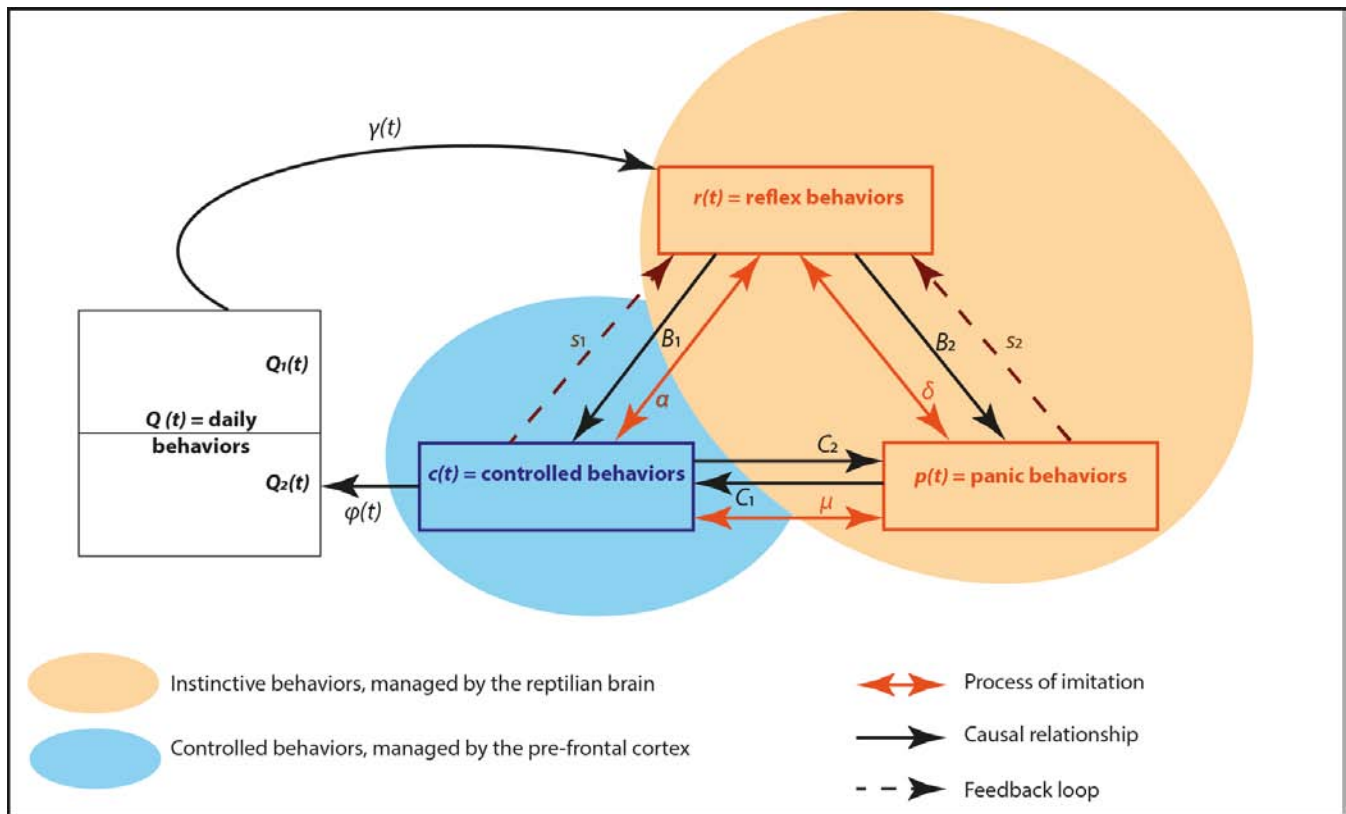 γ(t)
r(t) = reflex behaviors
s1
B1
α
δ
B2
s2
Q1(t)
Q (t) = daily
behaviors
Q2(t)
φ(t)
c(t) = controlled behaviors
C2
C1
μ
p(t) = panic behaviors
Instinctive behaviors, managed by the reptilian brain
Controlled behaviors, managed by the pre-frontal cortex
Process of imitation
Causal relationship
Feedback loop